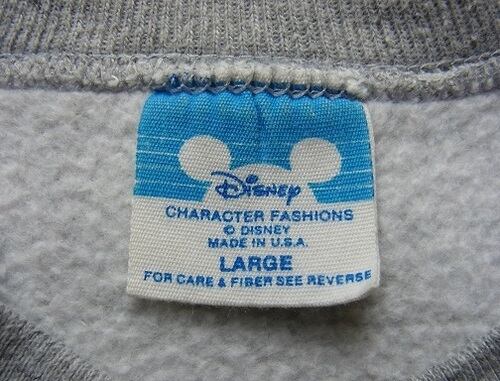 Disney
CHARACTER FASHIONS
© DISNEY
MADE IN U.S.A.
LARGE
FOR CARE & FIBER SEE REVERSE